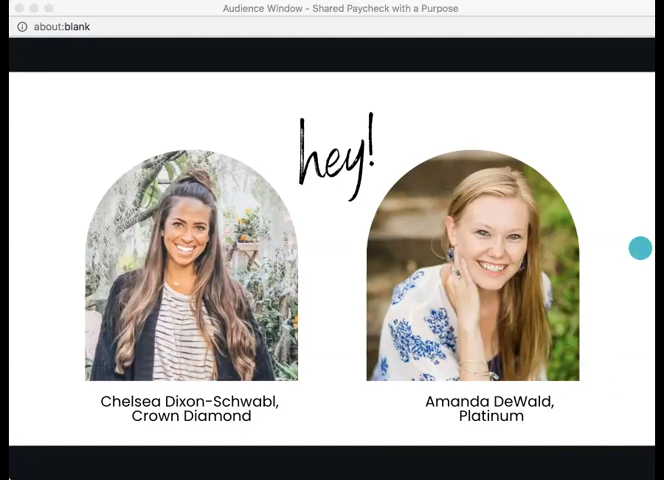 Audience Window - Shared Paycheck with a Purpose
about:blank
hey!
Chelsea Dixon-Schwabl,
Crown Diamond
Amanda DeWald,
Platinum